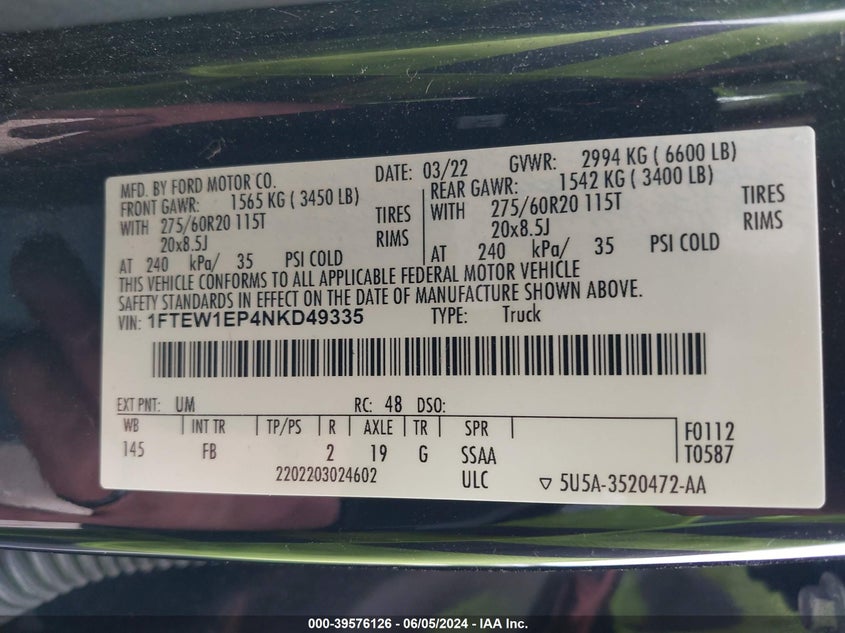 MFD. BY FORD MOTOR CO.
DATE: 03/22 GVWR: 2994 KG ( 6600 LB)
FRONT GAWR: 1565 KG ( 3450 LB)
WITH 275/60R20 115T TIRES
20x8.5J RIMS
AT 240 kPa/ 35 PSI COLD
REAR GAWR: 1542 KG ( 3400 LB)
WITH 275/60R20 115T TIRES
20x8.5J RIMS
AT 240 kPa/ 35 PSI COLD
THIS VEHICLE CONFORMS TO ALL APPLICABLE FEDERAL MOTOR VEHICLE
SAFETY STANDARDS IN EFFECT ON THE DATE OF MANUFACTURE SHOWN ABOVE.
VIN: 1FTEW1EP4NKD49335 TYPE: Truck
EXT PNT: UM RC: 48 DSO:
WB INT TR TP/PS R AXLE TR SPR
145 FB 2 19 G SSAA
F0112
T0587
2202203024602 ULC 5U5A-3520472-AA
000-39576126 - 06/05/2024 - IAA Inc.